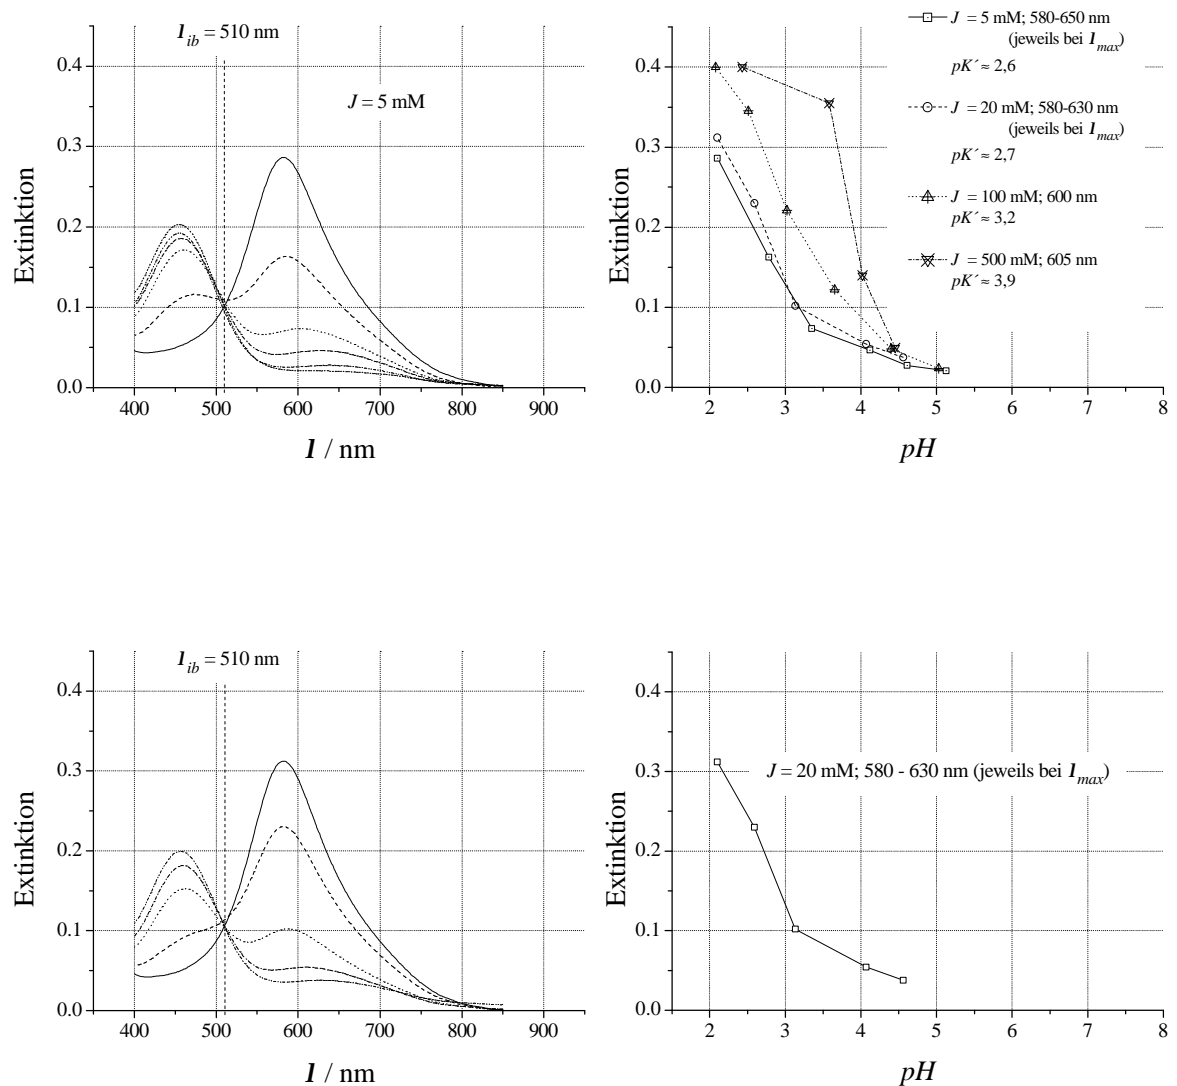 l ib = 510 nm
J = 5 mM
Extinktion
0.4
0.3
0.2
0.1
0.0
400 500 600 700 800 900
l / nm
J = 5 mM; 580-650 nm
(jeweils bei l max)
pK´ ≈ 2,6
J = 20 mM; 580-630 nm
(jeweils bei l max)
pK´ ≈ 2,7
J = 100 mM; 600 nm
pK´ ≈ 3,2
J = 500 mM; 605 nm
pK´ ≈ 3,9
Extinktion
0.4
0.3
0.2
0.1
0.0
2 3 4 5 6 7 8
pH
l ib = 510 nm
Extinktion
0.4
0.3
0.2
0.1
0.0
400 500 600 700 800 900
l / nm
J = 20 mM; 580 - 630 nm (jeweils bei l max)
Extinktion
0.4
0.3
0.2
0.1
0.0
2 3 4 5 6 7 8
pH